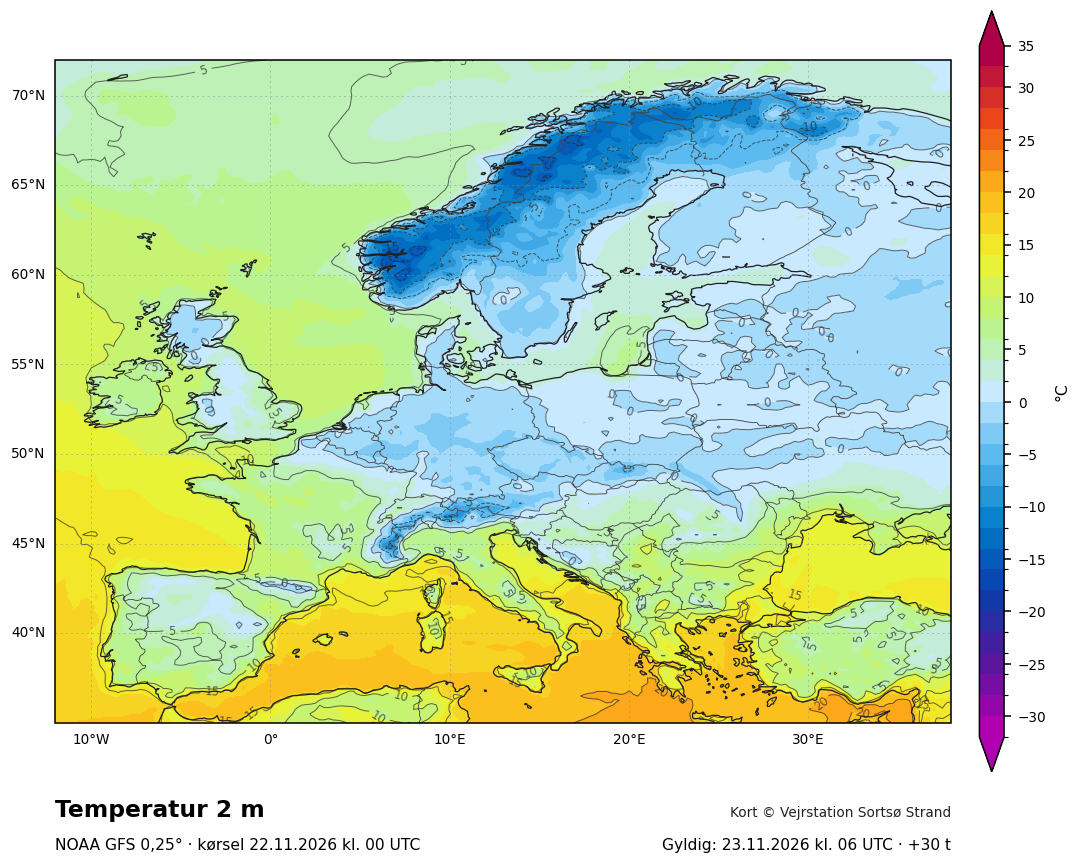 70°N
65°N
60°N
55°N
50°N
45°N
40°N
10°W 0° 10°E 20°E 30°E
35
30
25
20
15
10
5
0
−5
−10
−15
−20
−25
−30
°C
Temperatur 2 m
Kort © Vejrstation Sortsø Strand
NOAA GFS 0,25° · kørsel 22.11.2026 kl. 00 UTC
Gyldig: 23.11.2026 kl. 06 UTC · +30 t